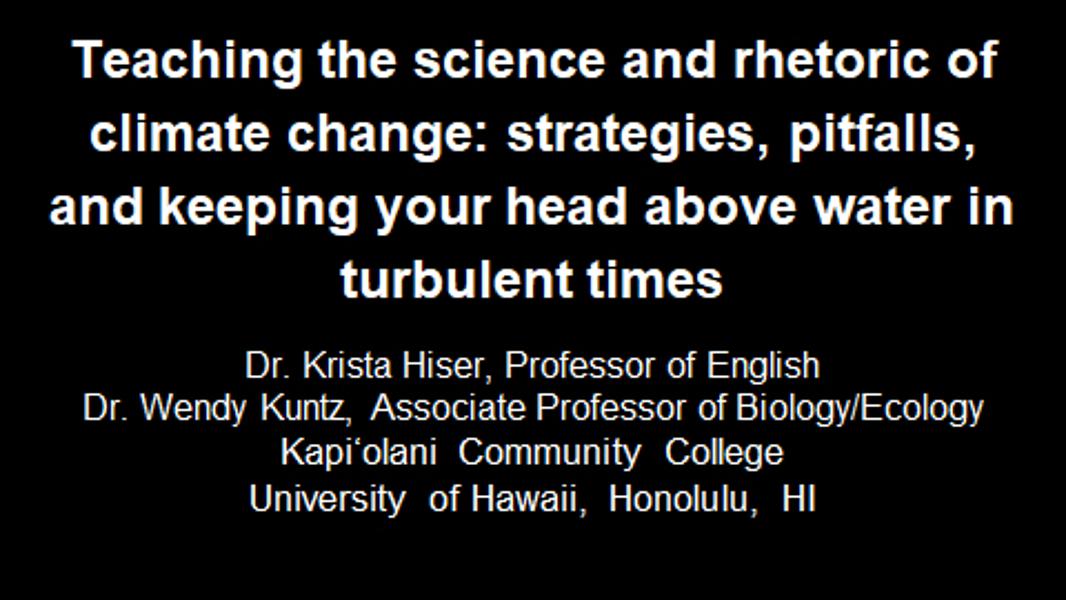 Teaching the science and rhetoric of
climate change: strategies, pitfalls,
and keeping your head above water in
turbulent times
Dr. Krista Hiser, Professor of English
Dr. Wendy Kuntz, Associate Professor of Biology/Ecology
Kapiʻolani Community College
University of Hawaii, Honolulu, HI